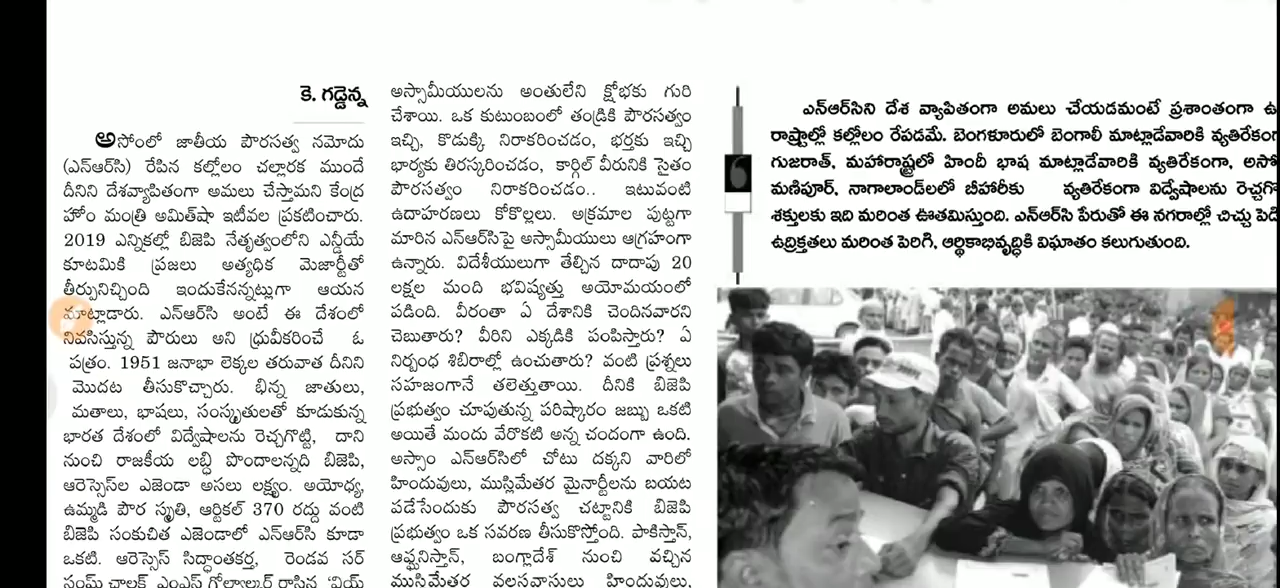 కె. గడ్డెన్న
అసోంలో జాతీయ పౌరసత్వ నమోదు
(ఎన్ఆర్‌సి) రేపిన కల్లోలం చల్లారక ముందే
దీనిని దేశవ్యాపితంగా అమలు చేస్తామని కేంద్ర
హోం మంత్రి అమిత్‌షా ఇటీవల ప్రకటించారు.
2019 ఎన్నికల్లో బిజెపి నేతృత్వంలోని ఎన్డీయే
కూటమికి ప్రజలు అత్యధిక మెజార్టీతో
తీర్పునిచ్చింది ఇందుకేనన్నట్లుగా ఆయన
మాట్లాడారు. ఎన్ఆర్‌సి అంటే ఈ దేశంలో
నివసిస్తున్న పౌరులు అని ధ్రువీకరించే ఓ
పత్రం. 1951 జనాభా లెక్కల తరువాత దీనిని
మొదట తీసుకొచ్చారు. భిన్న జాతులు,
మతాలు, భాషలు, సంస్కృతులతో కూడుకున్న
భారత దేశంలో విద్వేషాలను రెచ్చగొట్టి, దాని
నుంచి రాజకీయ లబ్ధి పొందాలన్నది బిజెపి,
ఆరెస్సెస్‌ల ఎజెండా అసలు లక్ష్యం. అయోధ్య,
ఉమ్మడి పౌర స్మృతి, ఆర్టికల్ 370 రద్దు వంటి
బిజెపి సంకుచిత ఎజెండాలో ఎన్ఆర్‌సి కూడా
ఒకటి. ఆరెస్సెస్ సిద్ధాంతకర్త, రెండవ సర్
సంఘ్ చాలక్ ఎంఎస్ గోల్వాల్కర్ రాసిన 'వియ్
అస్సామీయులను అంతులేని క్షోభకు గురి
చేశాయి. ఒక కుటుంబంలో తండ్రికి పౌరసత్వం
ఇచ్చి, కొడుక్కి నిరాకరించడం, భర్తకు ఇచ్చి
భార్యకు తిరస్కరించడం, కార్గిల్ వీరునికి సైతం
పౌరసత్వం నిరాకరించడం.. ఇటువంటి
ఉదాహరణలు కోకొల్లలు. అక్రమాల పుట్టగా
మారిన ఎన్ఆర్‌సిపై అస్సామీయులు ఆగ్రహంగా
ఉన్నారు. విదేశీయులుగా తేల్చిన దాదాపు 20
లక్షల మంది భవిష్యత్తు అయోమయంలో
పడింది. వీరంతా ఏ దేశానికి చెందినవారని
చెబుతారు? వీరిని ఎక్కడికి పంపిస్తారు? ఏ
నిర్బంధ శిబిరాల్లో ఉంచుతారు? వంటి ప్రశ్నలు
సహజంగానే తలెత్తుతాయి. దీనికి బిజెపి
ప్రభుత్వం చూపుతున్న పరిష్కారం జబ్బు ఒకటి
అయితే మందు వేరొకటి అన్న చందంగా ఉంది.
అస్సాం ఎన్ఆర్‌సిలో చోటు దక్కని వారిలో
హిందువులు, ముస్లిమేతర మైనార్టీలను బయట
పడేసేందుకు పౌరసత్వ చట్టానికి బిజెపి
ప్రభుత్వం ఒక సవరణ తీసుకొస్తోంది. పాకిస్తాన్,
ఆఫ్ఘనిస్తాన్, బంగ్లాదేశ్ నుంచి వచ్చిన
ముసిమేతర వలసవాసులు హిందువులు,
ఎన్ఆర్‌సిని దేశ వ్యాపితంగా అమలు చేయడమంటే ప్రశాంతంగా ఉ
రాష్ట్రాల్లో కల్లోలం రేపడమే. బెంగళూరులో బెంగాలీ మాట్లాడేవారికి వ్యతిరేకం
గుజరాత్, మహారాష్ట్రలో హిందీ భాష మాట్లాడేవారికి వ్యతిరేకంగా, అసో
మణిపూర్, నాగాలాండ్‌లలో బీహారీకు వ్యతిరేకంగా విద్వేషాలను రెచ్చగొ
శక్తులకు ఇది మరింత ఊతమిస్తుంది. ఎన్ఆర్‌సి పేరుతో ఈ నగరాల్లో చిచ్చు పెడి
ఉద్రిక్తతలు మరింత పెరిగి, ఆర్థికాభివృద్ధికి విఘాతం కలుగుతుంది.